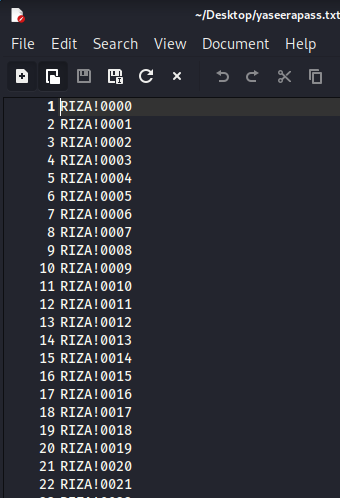 ~/Desktop/yaseerapass.txt
File Edit Search View Document Help
1 RIZA!0000
2 RIZA!0001
3 RIZA!0002
4 RIZA!0003
5 RIZA!0004
6 RIZA!0005
7 RIZA!0006
8 RIZA!0007
9 RIZA!0008
10 RIZA!0009
11 RIZA!0010
12 RIZA!0011
13 RIZA!0012
14 RIZA!0013
15 RIZA!0014
16 RIZA!0015
17 RIZA!0016
18 RIZA!0017
19 RIZA!0018
20 RIZA!0019
21 RIZA!0020
22 RIZA!0021